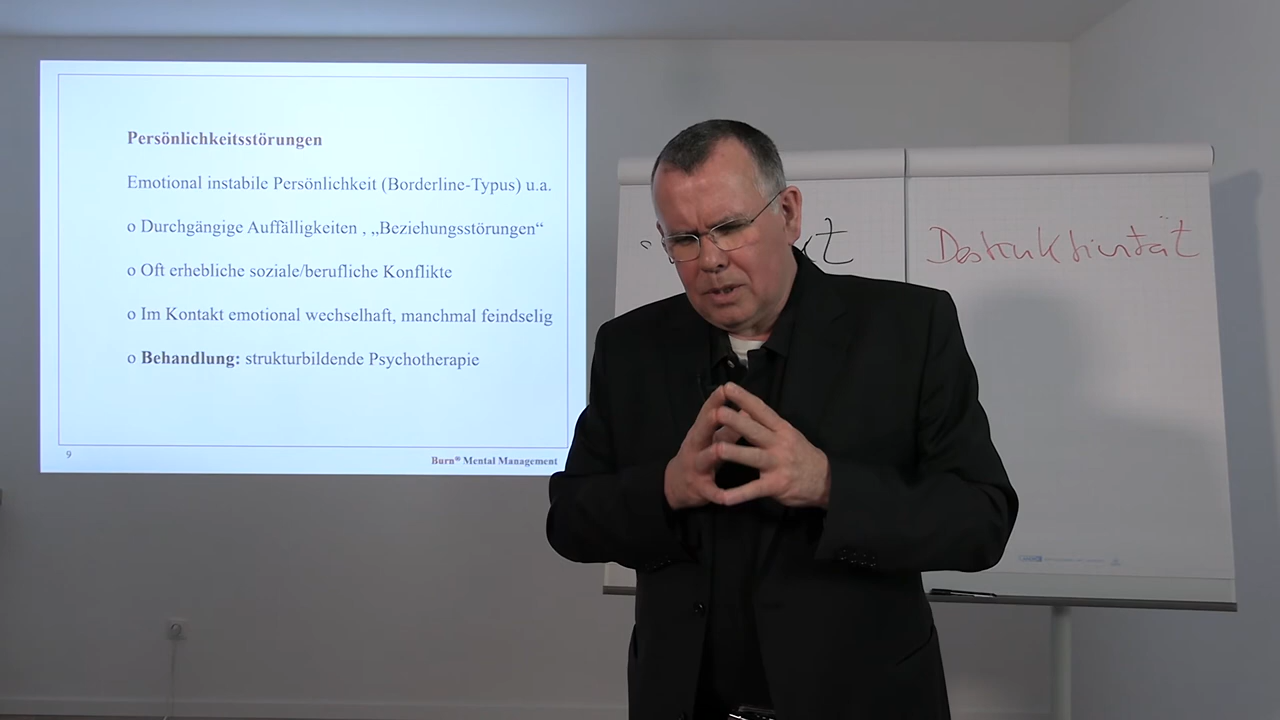 Persönlichkeitsstörungen
Emotional instabile Persönlichkeit (Borderline-Typus) u.a.
o Durchgängige Auffälligkeiten , „Beziehungsstörungen“
o Oft erhebliche soziale/berufliche Konflikte
o Im Kontakt emotional wechselhaft, manchmal feindselig
o Behandlung: strukturbildende Psychotherapie
9
Burn® Mental Management
Destruktivität